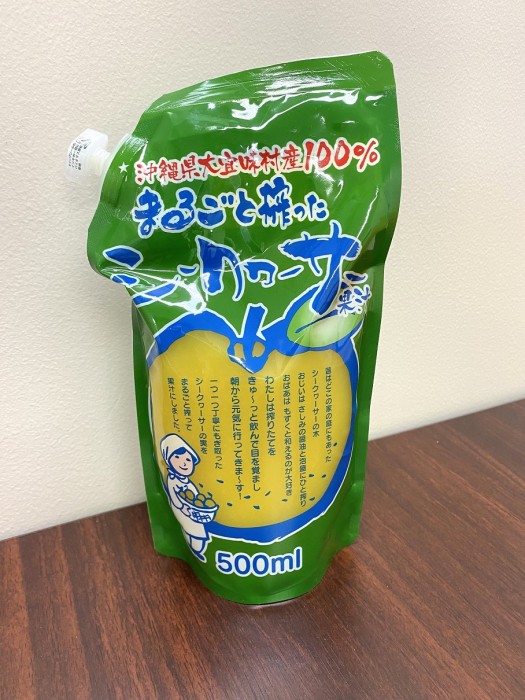 沖縄県大宜味村産100%
まるごと搾った
シークヮーサー
果汁
昔はどこの家の庭にもあった
シークヮーサーの木
おじいは さしみの醤油と泡盛にひと搾り
おばあは もずくと和えるのが大好き
わたしは搾りたてを
きゅ〜っと飲んで目を覚まし
朝から元気に行ってきま〜す!
一つ一つ丁寧にもぎ取った
シークヮーサーの実を
まるごと搾って
果汁にしました。
500ml